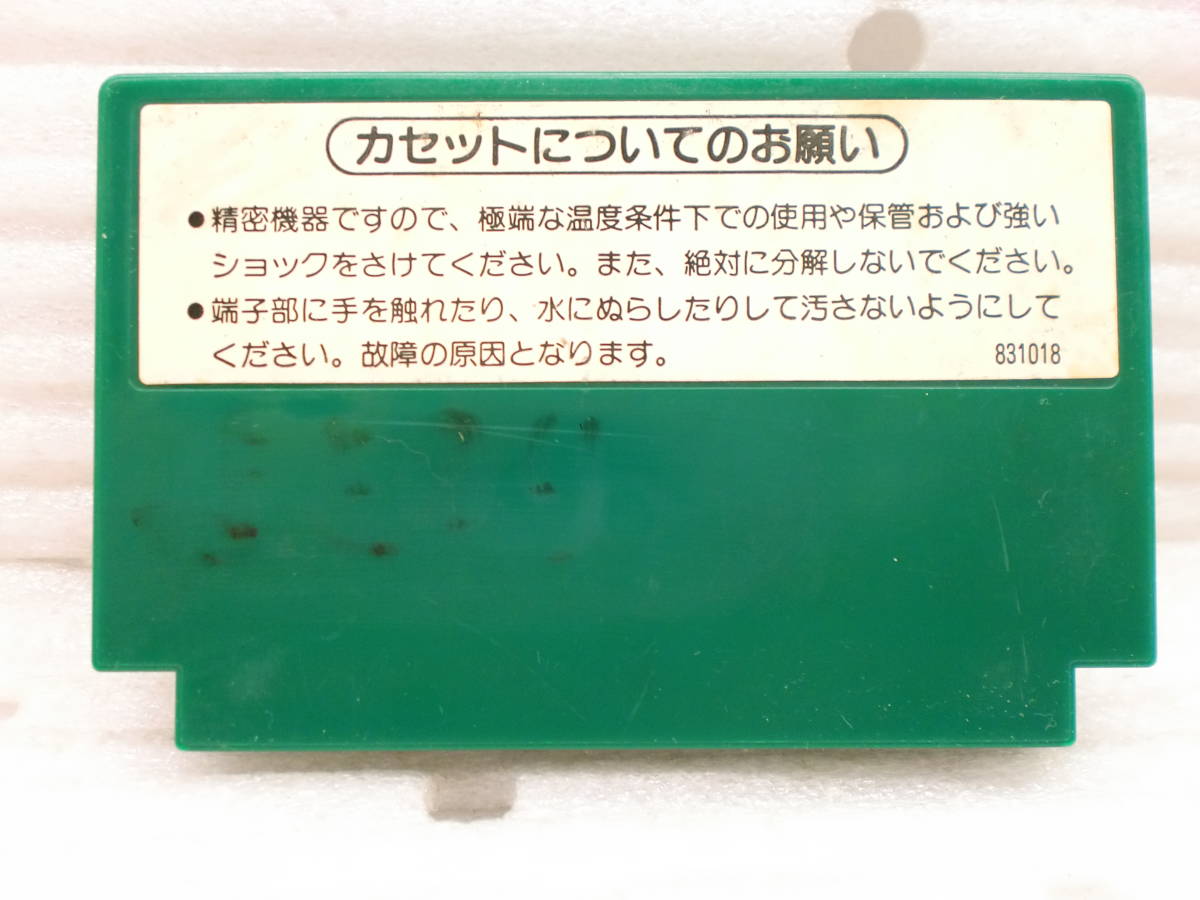 カセットについてのお願い
●精密機器ですので、極端な温度条件下での使用や保管および強い
ショックをさけてください。また、絶対に分解しないでください。
●端子部に手を触れたり、水にぬらしたりして汚さないようにして
ください。故障の原因となります。 831018